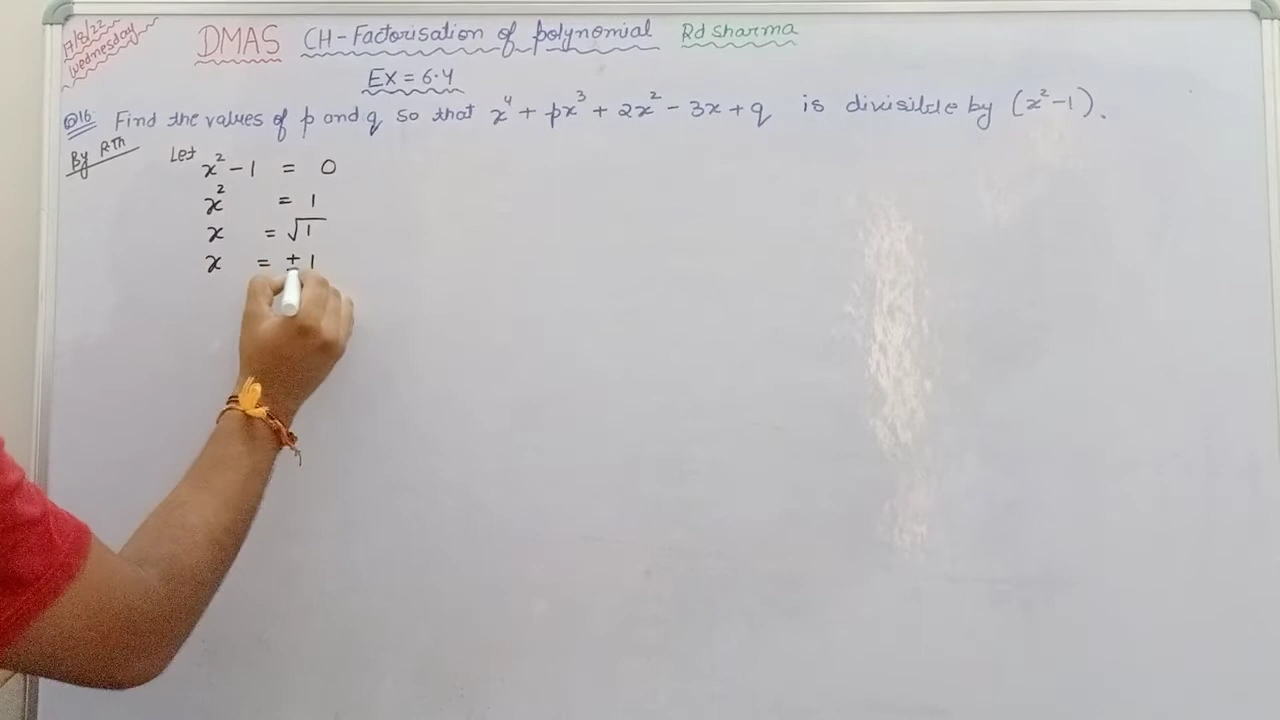 17/8/22
Wednesday
DMAS CH-Factorisation of polynomial Rd sharma
Ex = 6.4
Q16 Find the values of p and q so that x⁴ + px³ + 2x² - 3x + q is divisible by (x² - 1).
By RTh
Let x² - 1 = 0
x² = 1
x = √1
x = ± 1